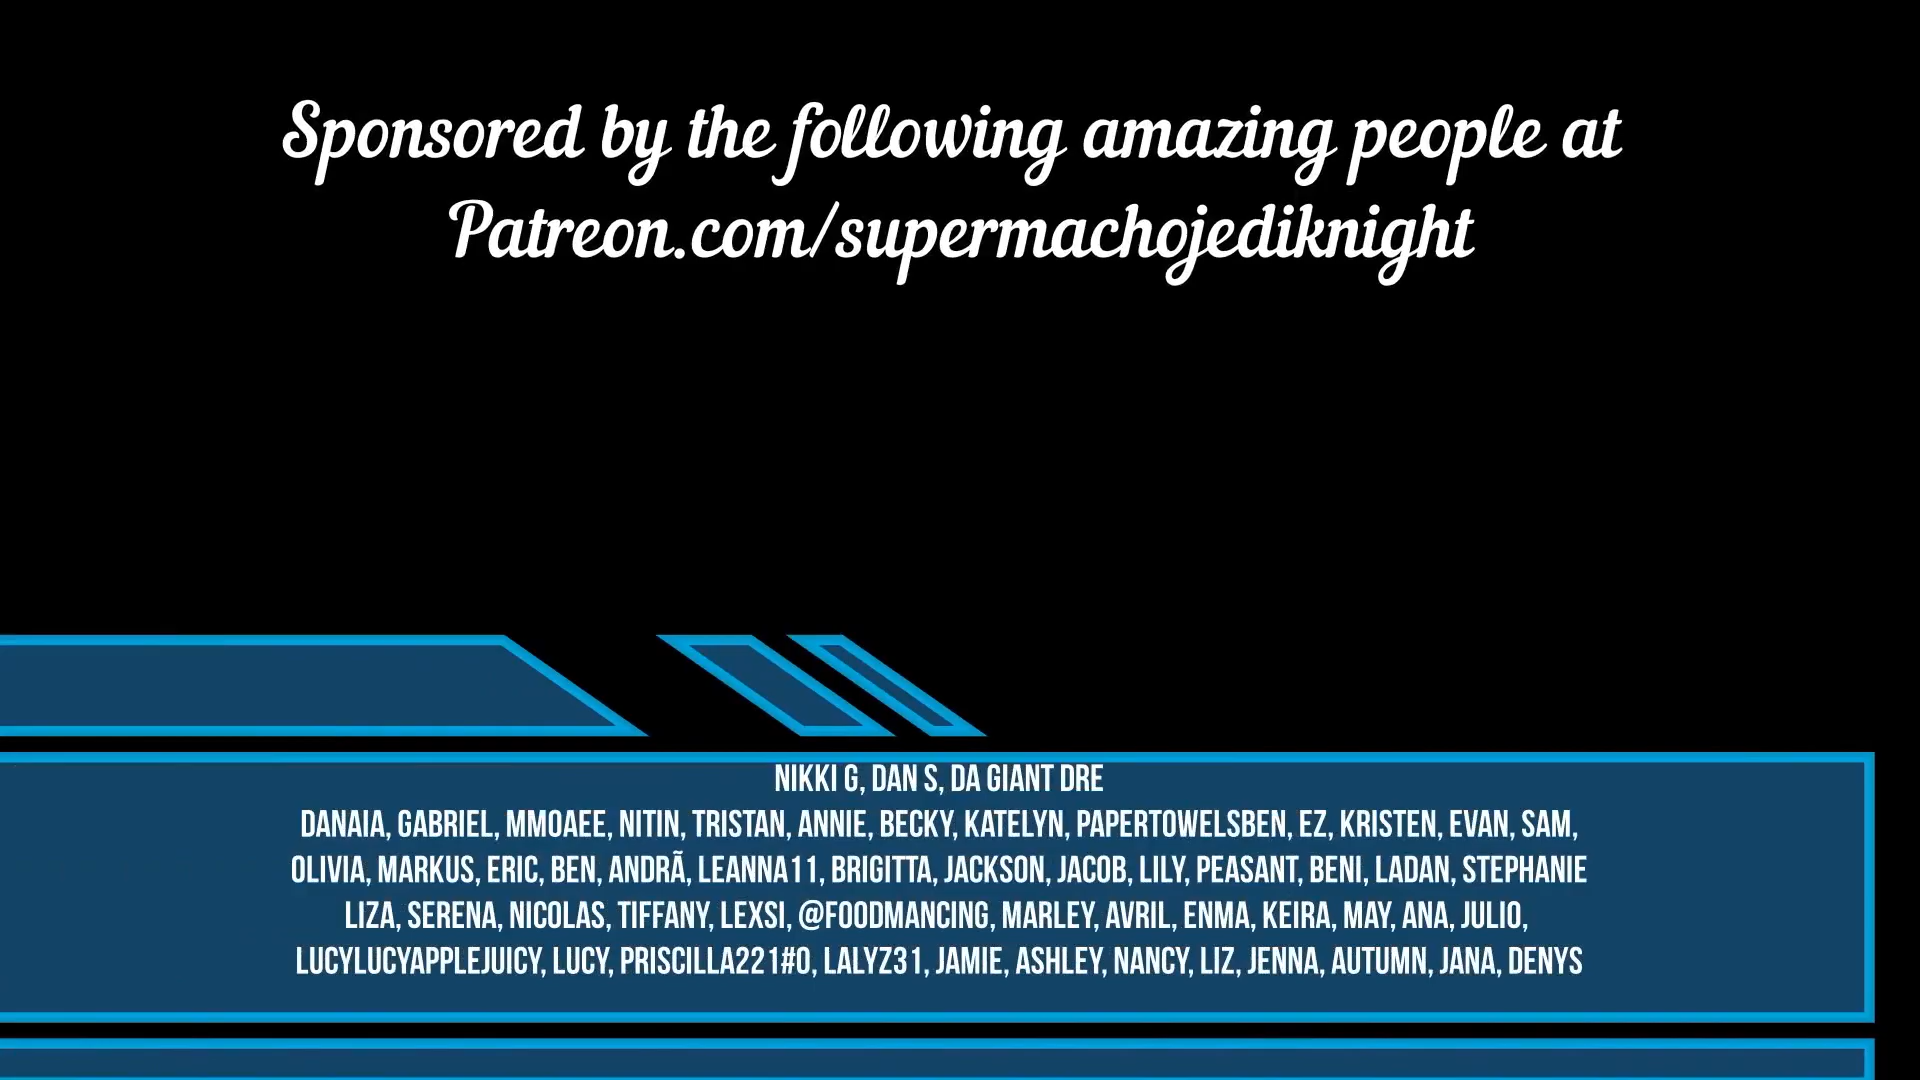 Sponsored by the following amazing people at
Patreon.com/supermachojediknight
NIKKI G, DAN S, DA GIANT DRE
DANAIA, GABRIEL, MMOAEE, NITIN, TRISTAN, ANNIE, BECKY, KATELYN, PAPERTOWELSBEN, EZ, KRISTEN, EVAN, SAM,
OLIVIA, MARKUS, ERIC, BEN, ANDRÃ, LEANNA11, BRIGITTA, JACKSON, JACOB, LILY, PEASANT, BENI, LADAN, STEPHANIE
LIZA, SERENA, NICOLAS, TIFFANY, LEXSI, @FOODMANCING, MARLEY, AVRIL, ENMA, KEIRA, MAY, ANA, JULIO,
LUCYLUCYAPPLEJUICY, LUCY, PRISCILLA221#0, LALYZ31, JAMIE, ASHLEY, NANCY, LIZ, JENNA, AUTUMN, JANA, DENYS